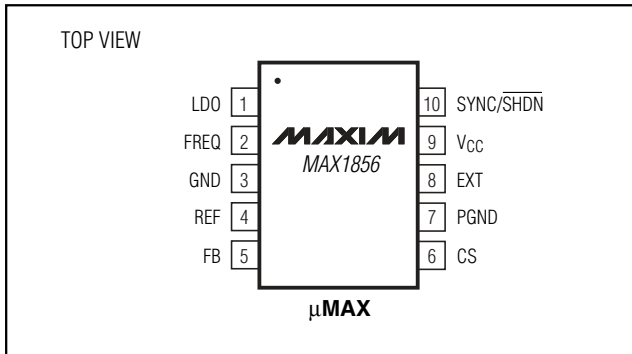 TOP VIEW
LDO 1
FREQ 2
GND 3
REF 4
FB 5
MAXIM
MAX1856
10 SYNC/SHDN
9 VCC
8 EXT
7 PGND
6 CS
μMAX